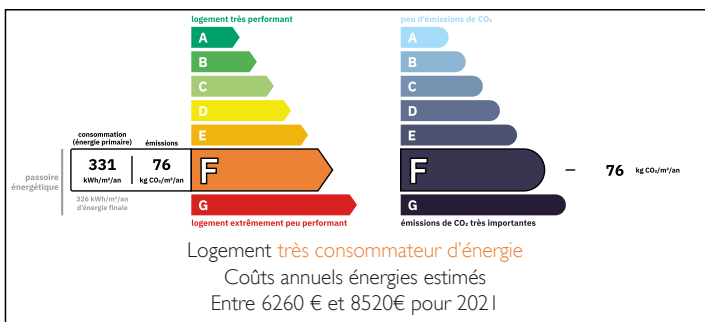 logement très performant
A
B
C
D
E
F
G
logement extrêmement peu performant
consommation
(énergie primaire)
émissions
331
76
kWh/m²/an
kg CO₂/m²/an
passoire
énergétique
326 kWh/m²/an
d'énergie finale
peu d'émissions de CO₂
A
B
C
D
E
F
G
émissions de CO₂ très importantes
76 kg CO₂/m²/an
Logement très consommateur d'énergie
Coûts annuels énergies estimés
Entre 6260 € et 8520€ pour 2021